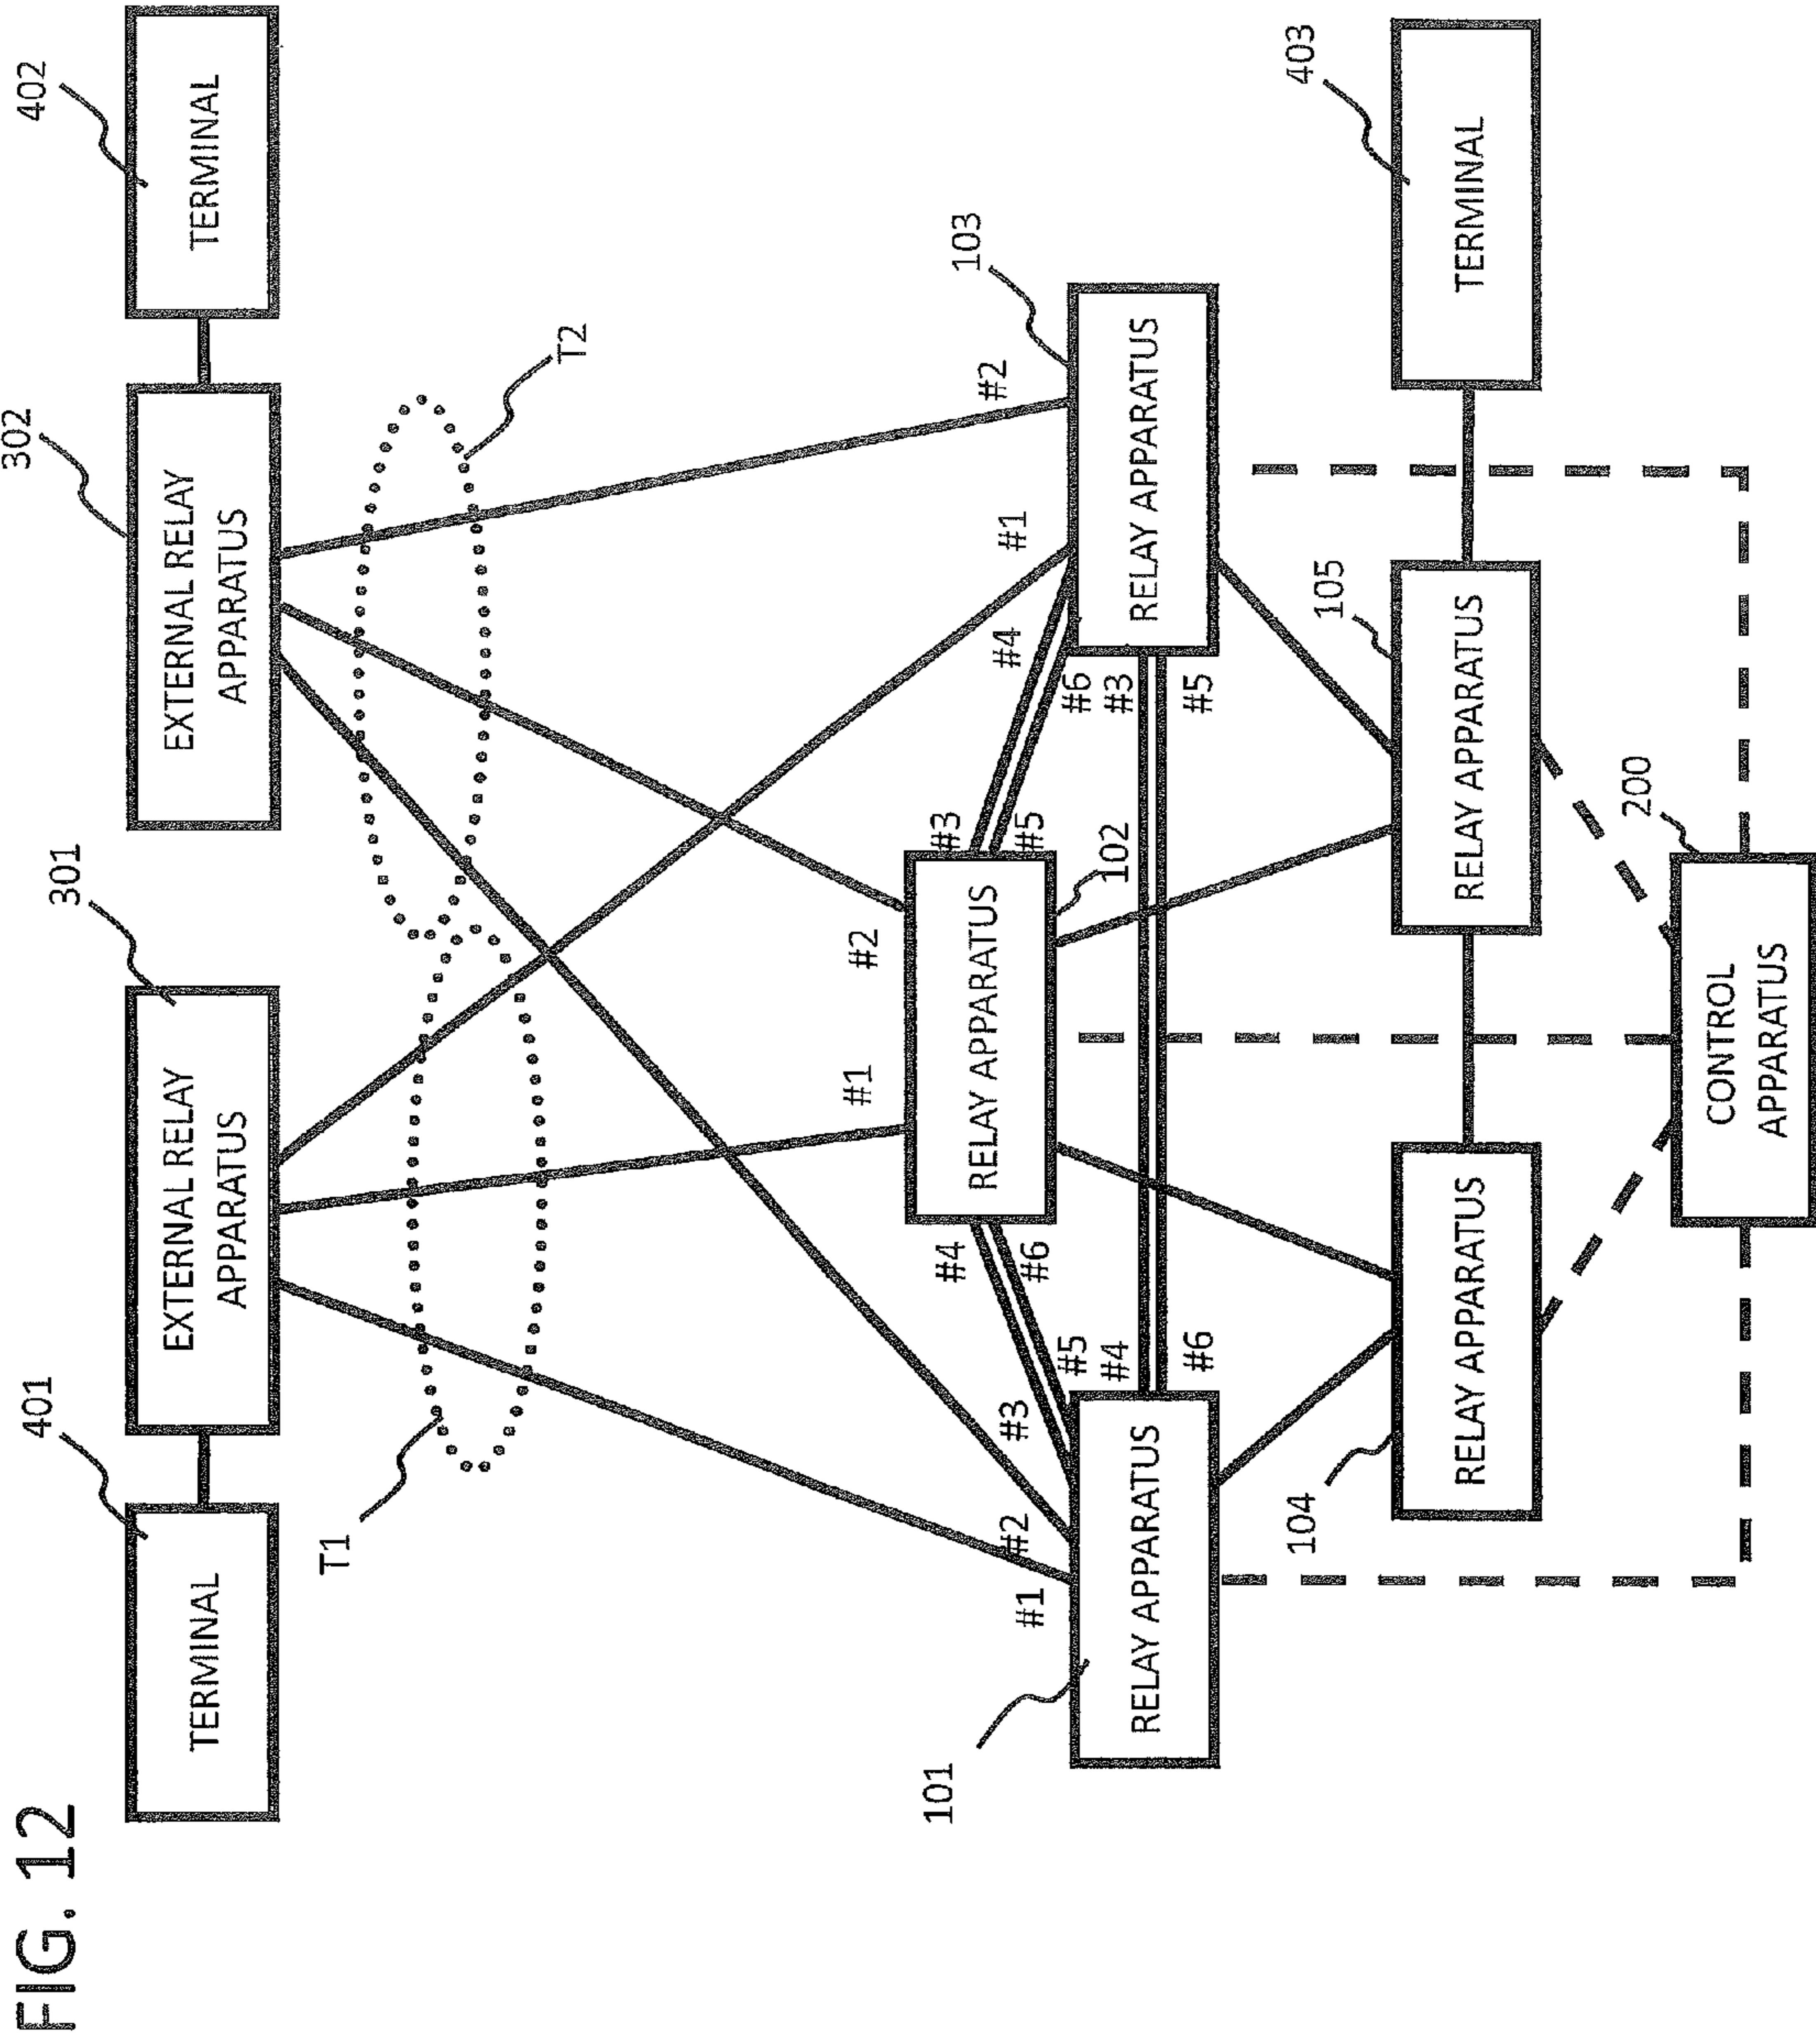 FIG. 12
401
301
302
402
TERMINAL
EXTERNAL RELAY
APPARATUS
EXTERNAL RELAY
APPARATUS
TERMINAL
T1
T2
#1
#2
#4
#3
#6
#5
RELAY APPARATUS
102
101
#1
#2
#3
#5
#4
#6
RELAY APPARATUS
103
#1
#2
#4
#6
#3
#5
RELAY APPARATUS
104
105
403
RELAY APPARATUS
RELAY APPARATUS
TERMINAL
200
CONTROL
APPARATUS